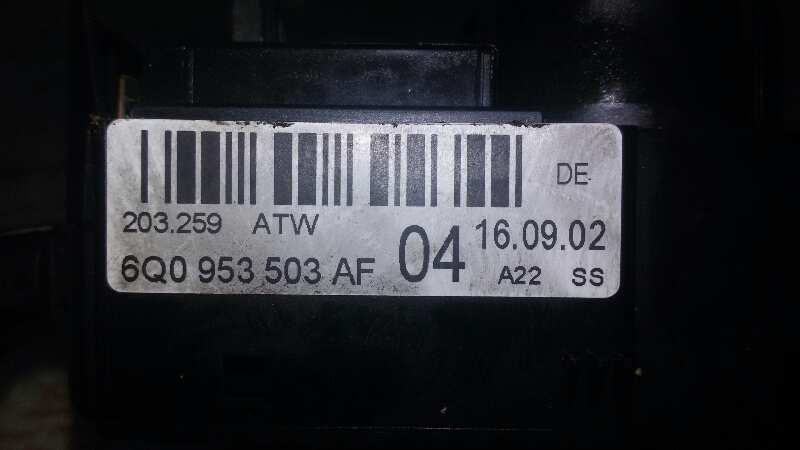 DE
203.259 ATW
16.09.02
6Q0 953 503 AF 04
A22 SS